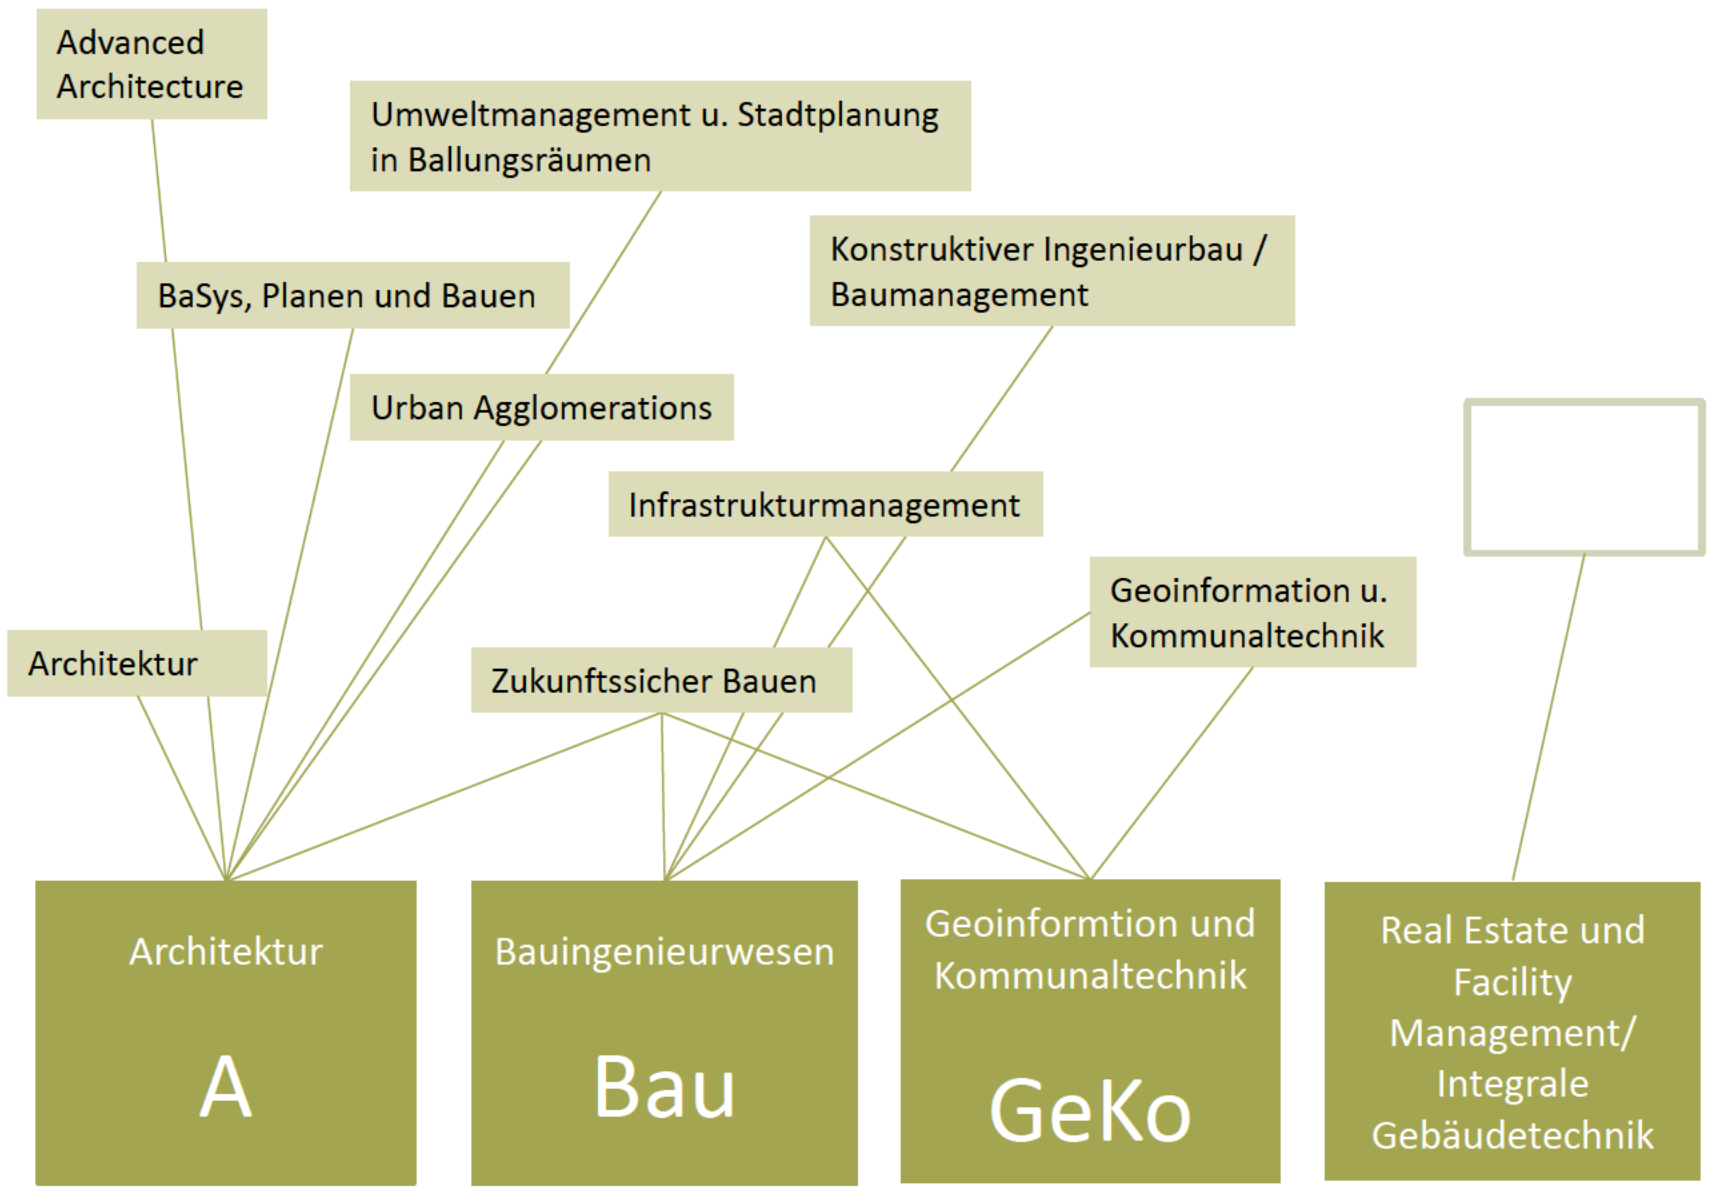 Advanced
Architecture
Umweltmanagement u. Stadtplanung
in Ballungsräumen
Konstruktiver Ingenieurbau /
Baumanagement
BaSys, Planen und Bauen
Urban Agglomerations
Infrastrukturmanagement
Geoinformation u.
Kommunaltechnik
Architektur
Zukunftssicher Bauen
Architektur
A
Bauingenieurwesen
Bau
Geoinformtion und
Kommunaltechnik
GeKo
Real Estate und
Facility
Management/
Integrale
Gebäudetechnik